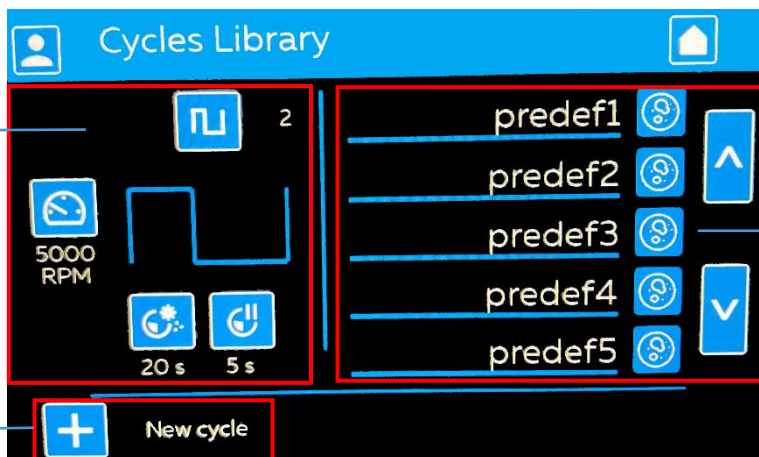 Cycles Library
2
5000
RPM
20 s
5 s
predef1
predef2
predef3
predef4
predef5
New cycle